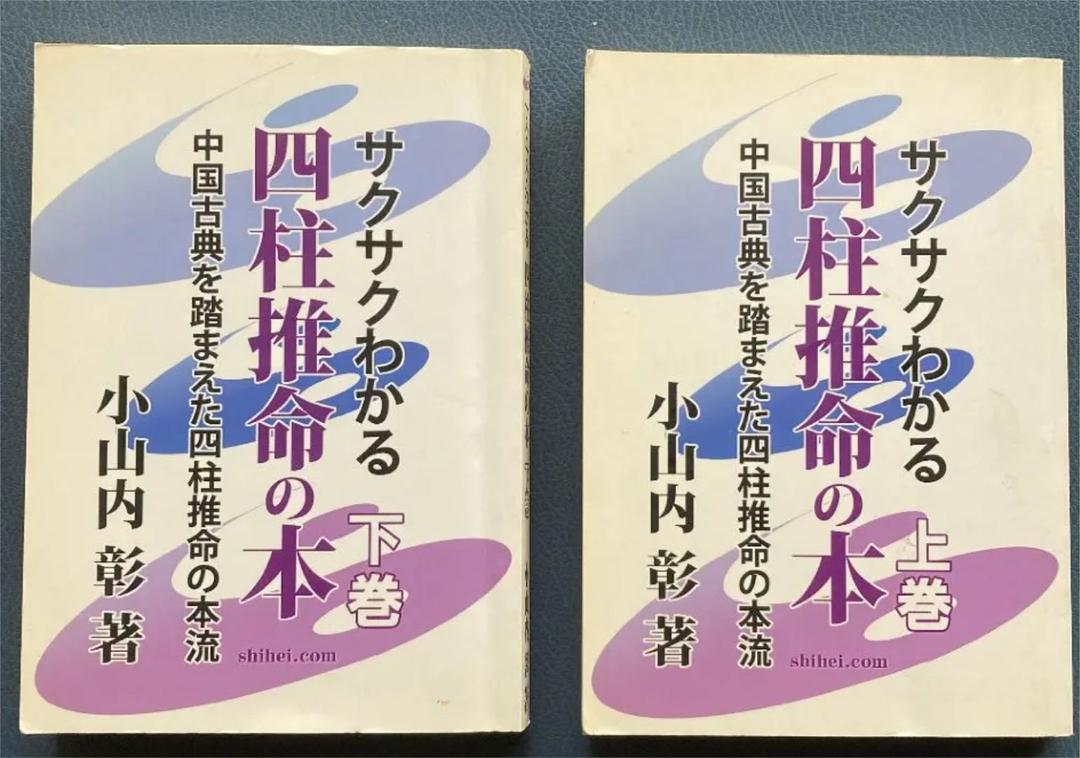 サクサクわかる
四柱推命の本
下巻
中国古典を踏まえた四柱推命の本流
小山内 彰 著
shihei.com
サクサクわかる
四柱推命の本
上巻
中国古典を踏まえた四柱推命の本流
小山内 彰 著
shihei.com